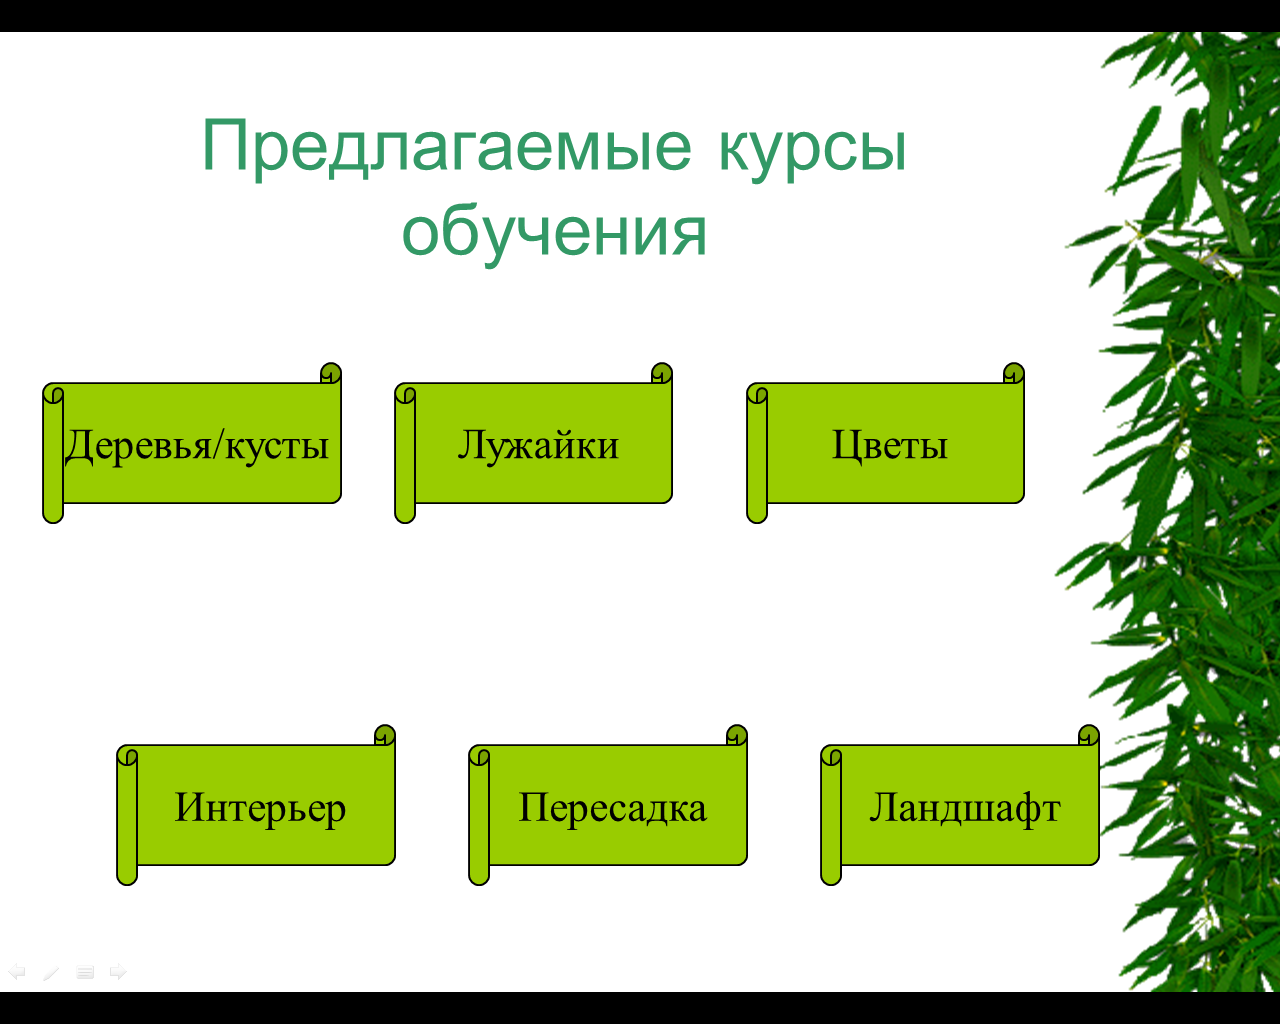 Предлагаемые курсы
обучения
Деревья/кусты
Лужайки
Цветы
Интерьер
Пересадка
Ландшафт